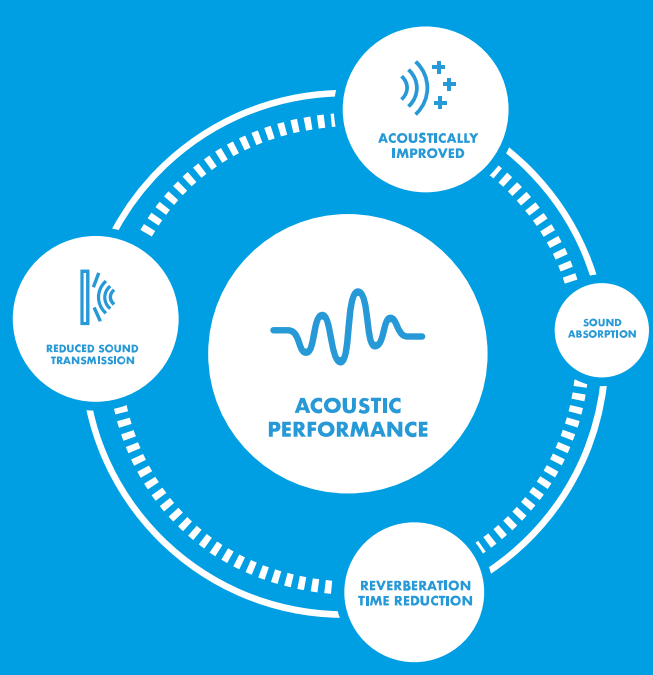 ACOUSTICALLY
IMPROVED
REDUCED SOUND
TRANSMISSION
SOUND
ABSORPTION
ACOUSTIC
PERFORMANCE
REVERBERATION
TIME REDUCTION